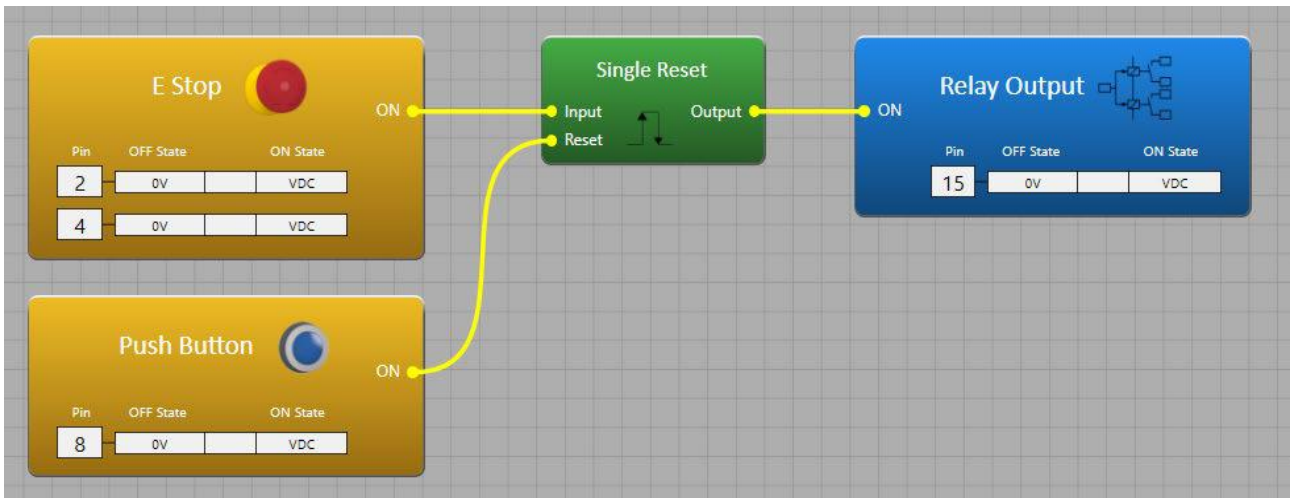 E Stop
ON
Pin OFF State ON State
2 0V VDC
4 0V VDC
Single Reset
Input Output
Reset
Relay Output
ON
Pin OFF State ON State
15 0V VDC
Push Button
ON
Pin OFF State ON State
8 0V VDC